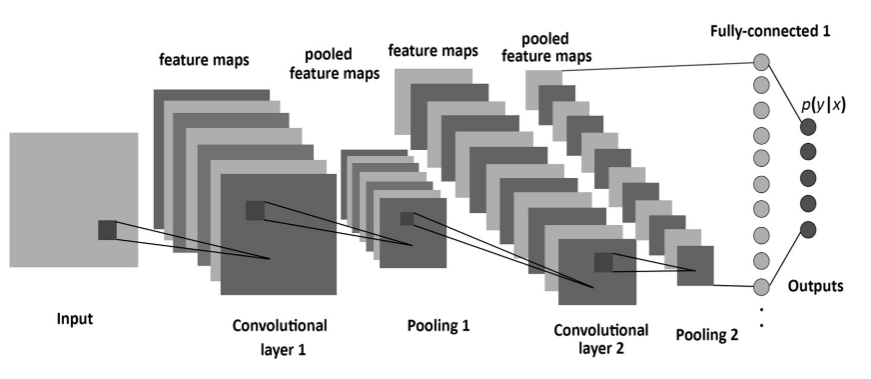 feature maps
pooled
feature maps
feature maps
pooled
feature maps
Fully-connected 1
p(y|x)
Input
Convolutional
layer 1
Pooling 1
Convolutional
layer 2
Pooling 2
Outputs